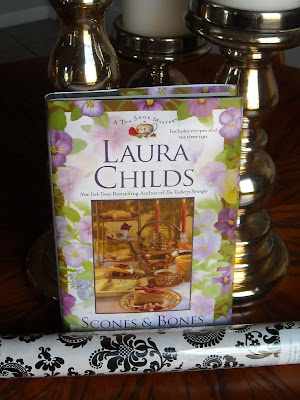 A Tea Shop Mystery
Includes recipes and
tea time tips
LAURA
CHILDS
New York Times Bestselling Author of The Teaberry Strangler
SCONES & BONES